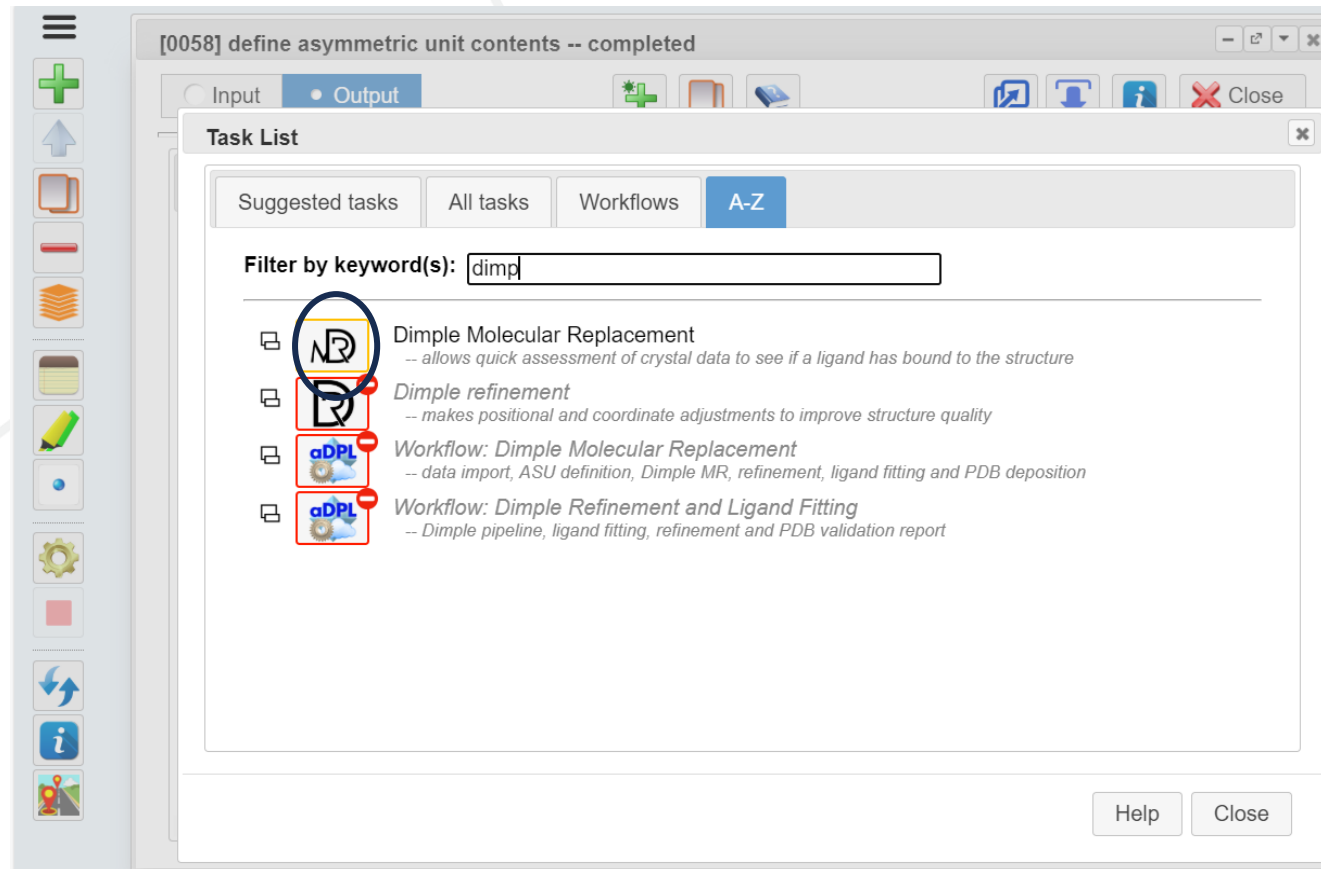 [0058] define asymmetric unit contents -- completed
Input Output Close
Task List
Suggested tasks All tasks Workflows A-Z
Filter by keyword(s): dimp
MR Dimple Molecular Replacement
-- allows quick assessment of crystal data to see if a ligand has bound to the structure
Dimple refinement
-- makes positional and coordinate adjustments to improve structure quality
aDPL Workflow: Dimple Molecular Replacement
-- data import, ASU definition, Dimple MR, refinement, ligand fitting and PDB deposition
aDPL Workflow: Dimple Refinement and Ligand Fitting
-- Dimple pipeline, ligand fitting, refinement and PDB validation report
Help Close